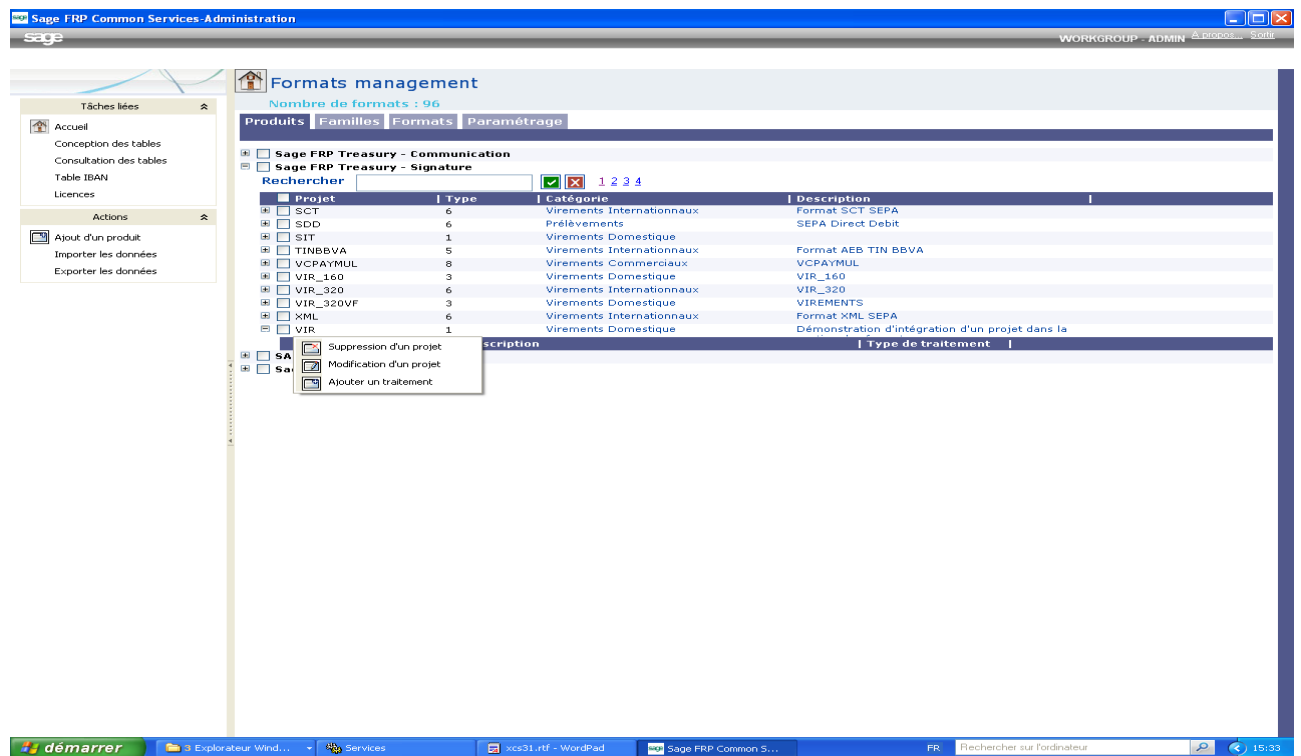 Sage FRP Common Services-Administration
sage
WORKGROUP - ADMIN A propos... Sortir
Formats management
Nombre de formats : 96
Tâches liées
Accueil
Conception des tables
Consultation des tables
Table IBAN
Licences
Actions
Ajout d'un produit
Importer les données
Exporter les données
Produits Familles Formats Paramétrage
Sage FRP Treasury - Communication
Sage FRP Treasury - Signature
Rechercher 1 2 3 4
Projet | Type | Catégorie | Description |
SCT 6 Virements Internationnaux Format SCT SEPA
SDD 6 Prélèvements SEPA Direct Debit
SIT 1 Virements Domestique
TINBBVA 5 Virements Internationnaux Format AEB TIN BBVA
VCPAYMUL 8 Virements Commerciaux VCPAYMUL
VIR_160 3 Virements Domestique VIR_160
VIR_320 6 Virements Internationnaux VIR_320
VIR_320VF 3 Virements Domestique VIREMENTS
XML 6 Virements Internationnaux Format XML SEPA
VIR 1 Virements Domestique Démonstration d'intégration d'un projet dans la
scription | Type de traitement |
SA
Sa
Suppression d'un projet
Modification d'un projet
Ajouter un traitement
démarrer 3 Explorateur Wind... Services xcs31.rtf - WordPad Sage FRP Common S... FR Rechercher sur l'ordinateur 15:33